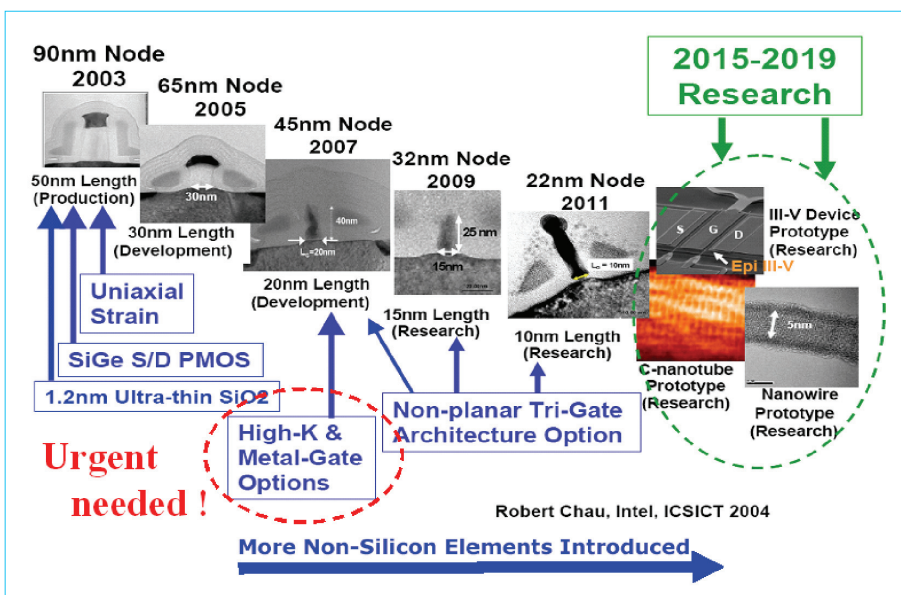 90nm Node
2003
65nm Node
2005
45nm Node
2007
32nm Node
2009
22nm Node
2011
2015-2019
Research
50nm Length
(Production)
30nm
30nm Length
(Development)
40nm
=20nm
20nm Length
(Development)
25 nm
15nm
15nm Length
(Research)
= 10nm
10nm Length
(Research)
S G D
III-V Device
Prototype
(Research)
Epi III-V
5nm
C-nanotube
Prototype
(Research)
Nanowire
Prototype
(Research)
Uniaxial
Strain
SiGe S/D PMOS
1.2nm Ultra-thin SiO2
High-K &
Metal-Gate
Options
Non-planar Tri-Gate
Architecture Option
Urgent
needed !
Robert Chau, Intel, ICSICT 2004
More Non-Silicon Elements Introduced